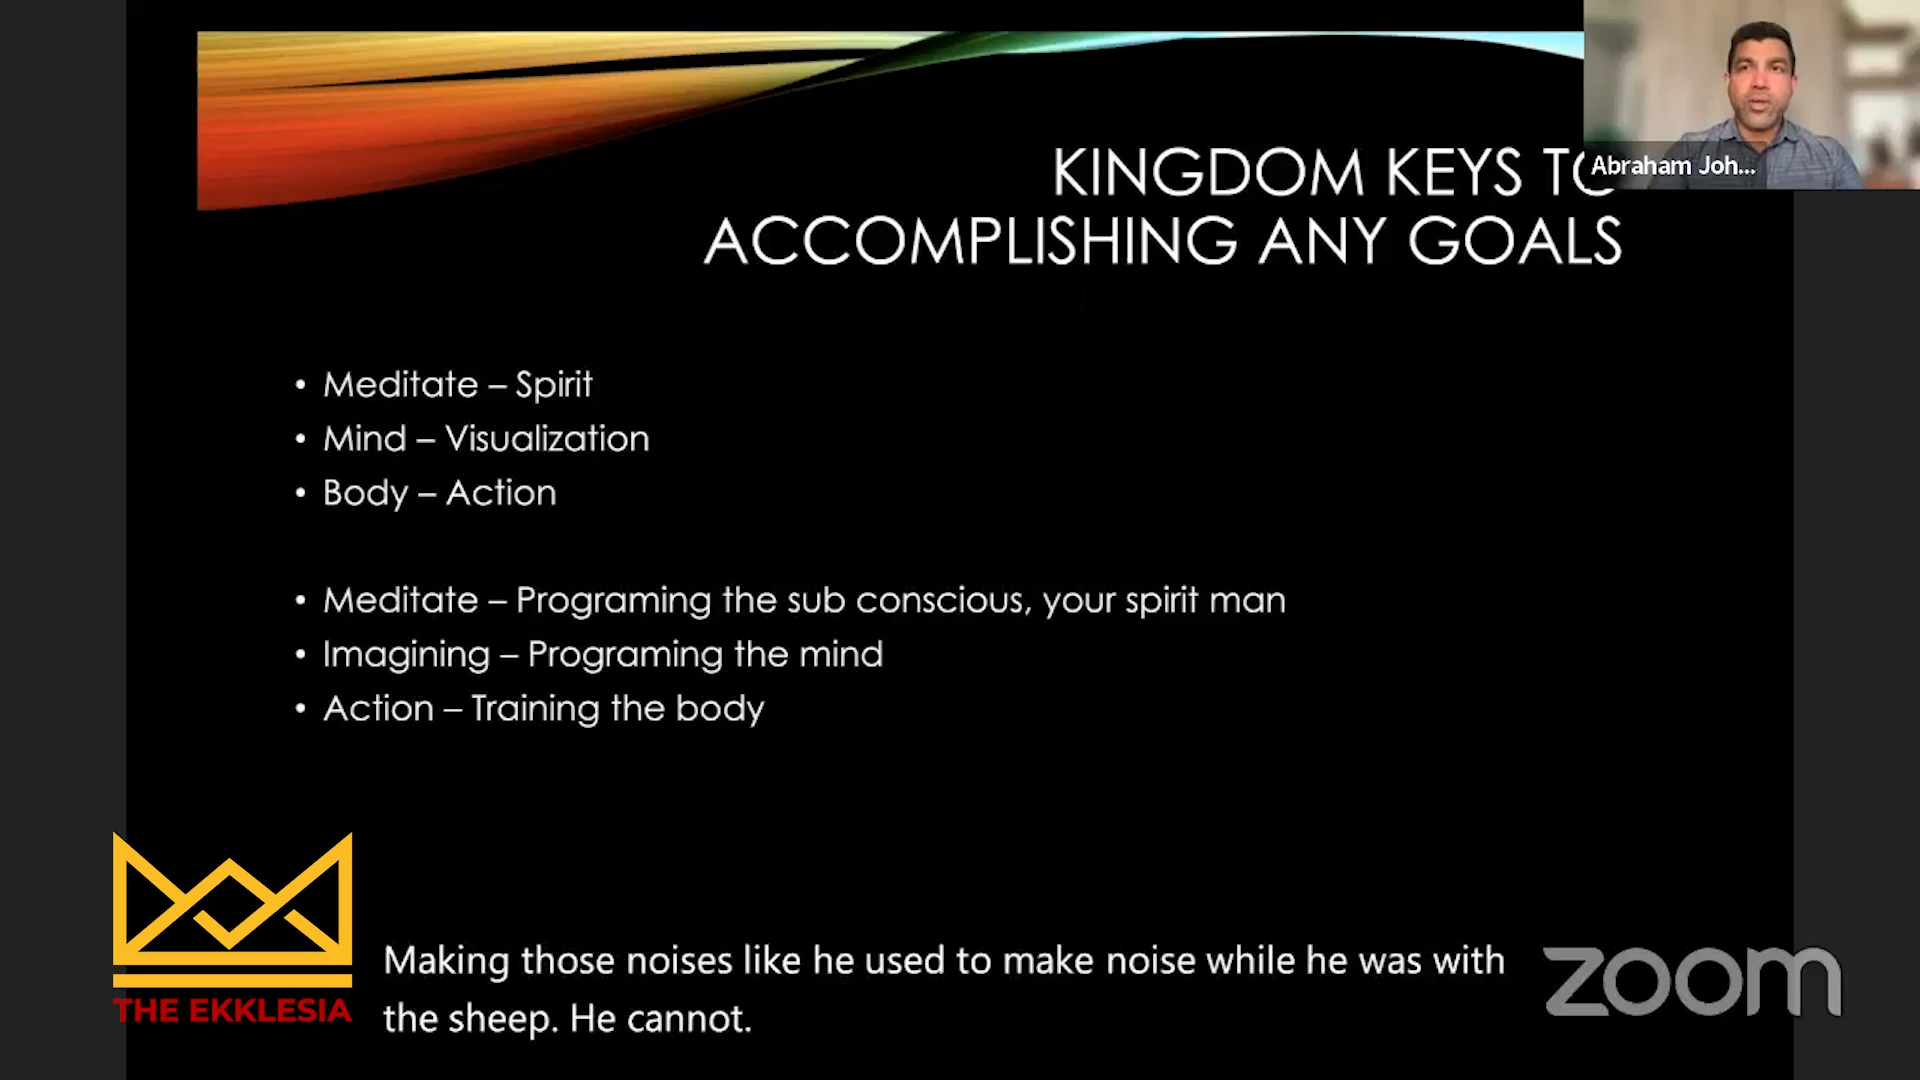 KINGDOM KEYS TO
ACCOMPLISHING ANY GOALS
Abraham Joh...
• Meditate – Spirit
• Mind – Visualization
• Body – Action
• Meditate – Programing the sub conscious, your spirit man
• Imagining – Programing the mind
• Action – Training the body
THE EKKLESIA
Making those noises like he used to make noise while he was with
the sheep. He cannot.
zoom